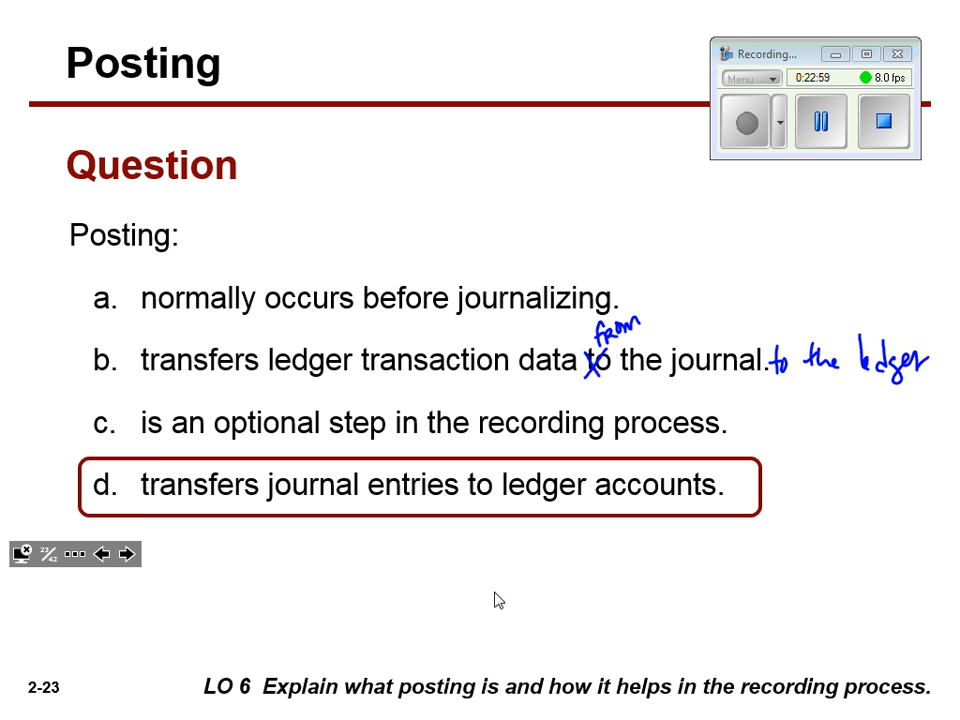 Posting
Recording...
Menu
0:22:59
8.0 fps
Question
Posting:
a. normally occurs before journalizing.
from
b. transfers ledger transaction data to the journal. to the ledger
c. is an optional step in the recording process.
d. transfers journal entries to ledger accounts.
23/42
2-23
LO 6 Explain what posting is and how it helps in the recording process.